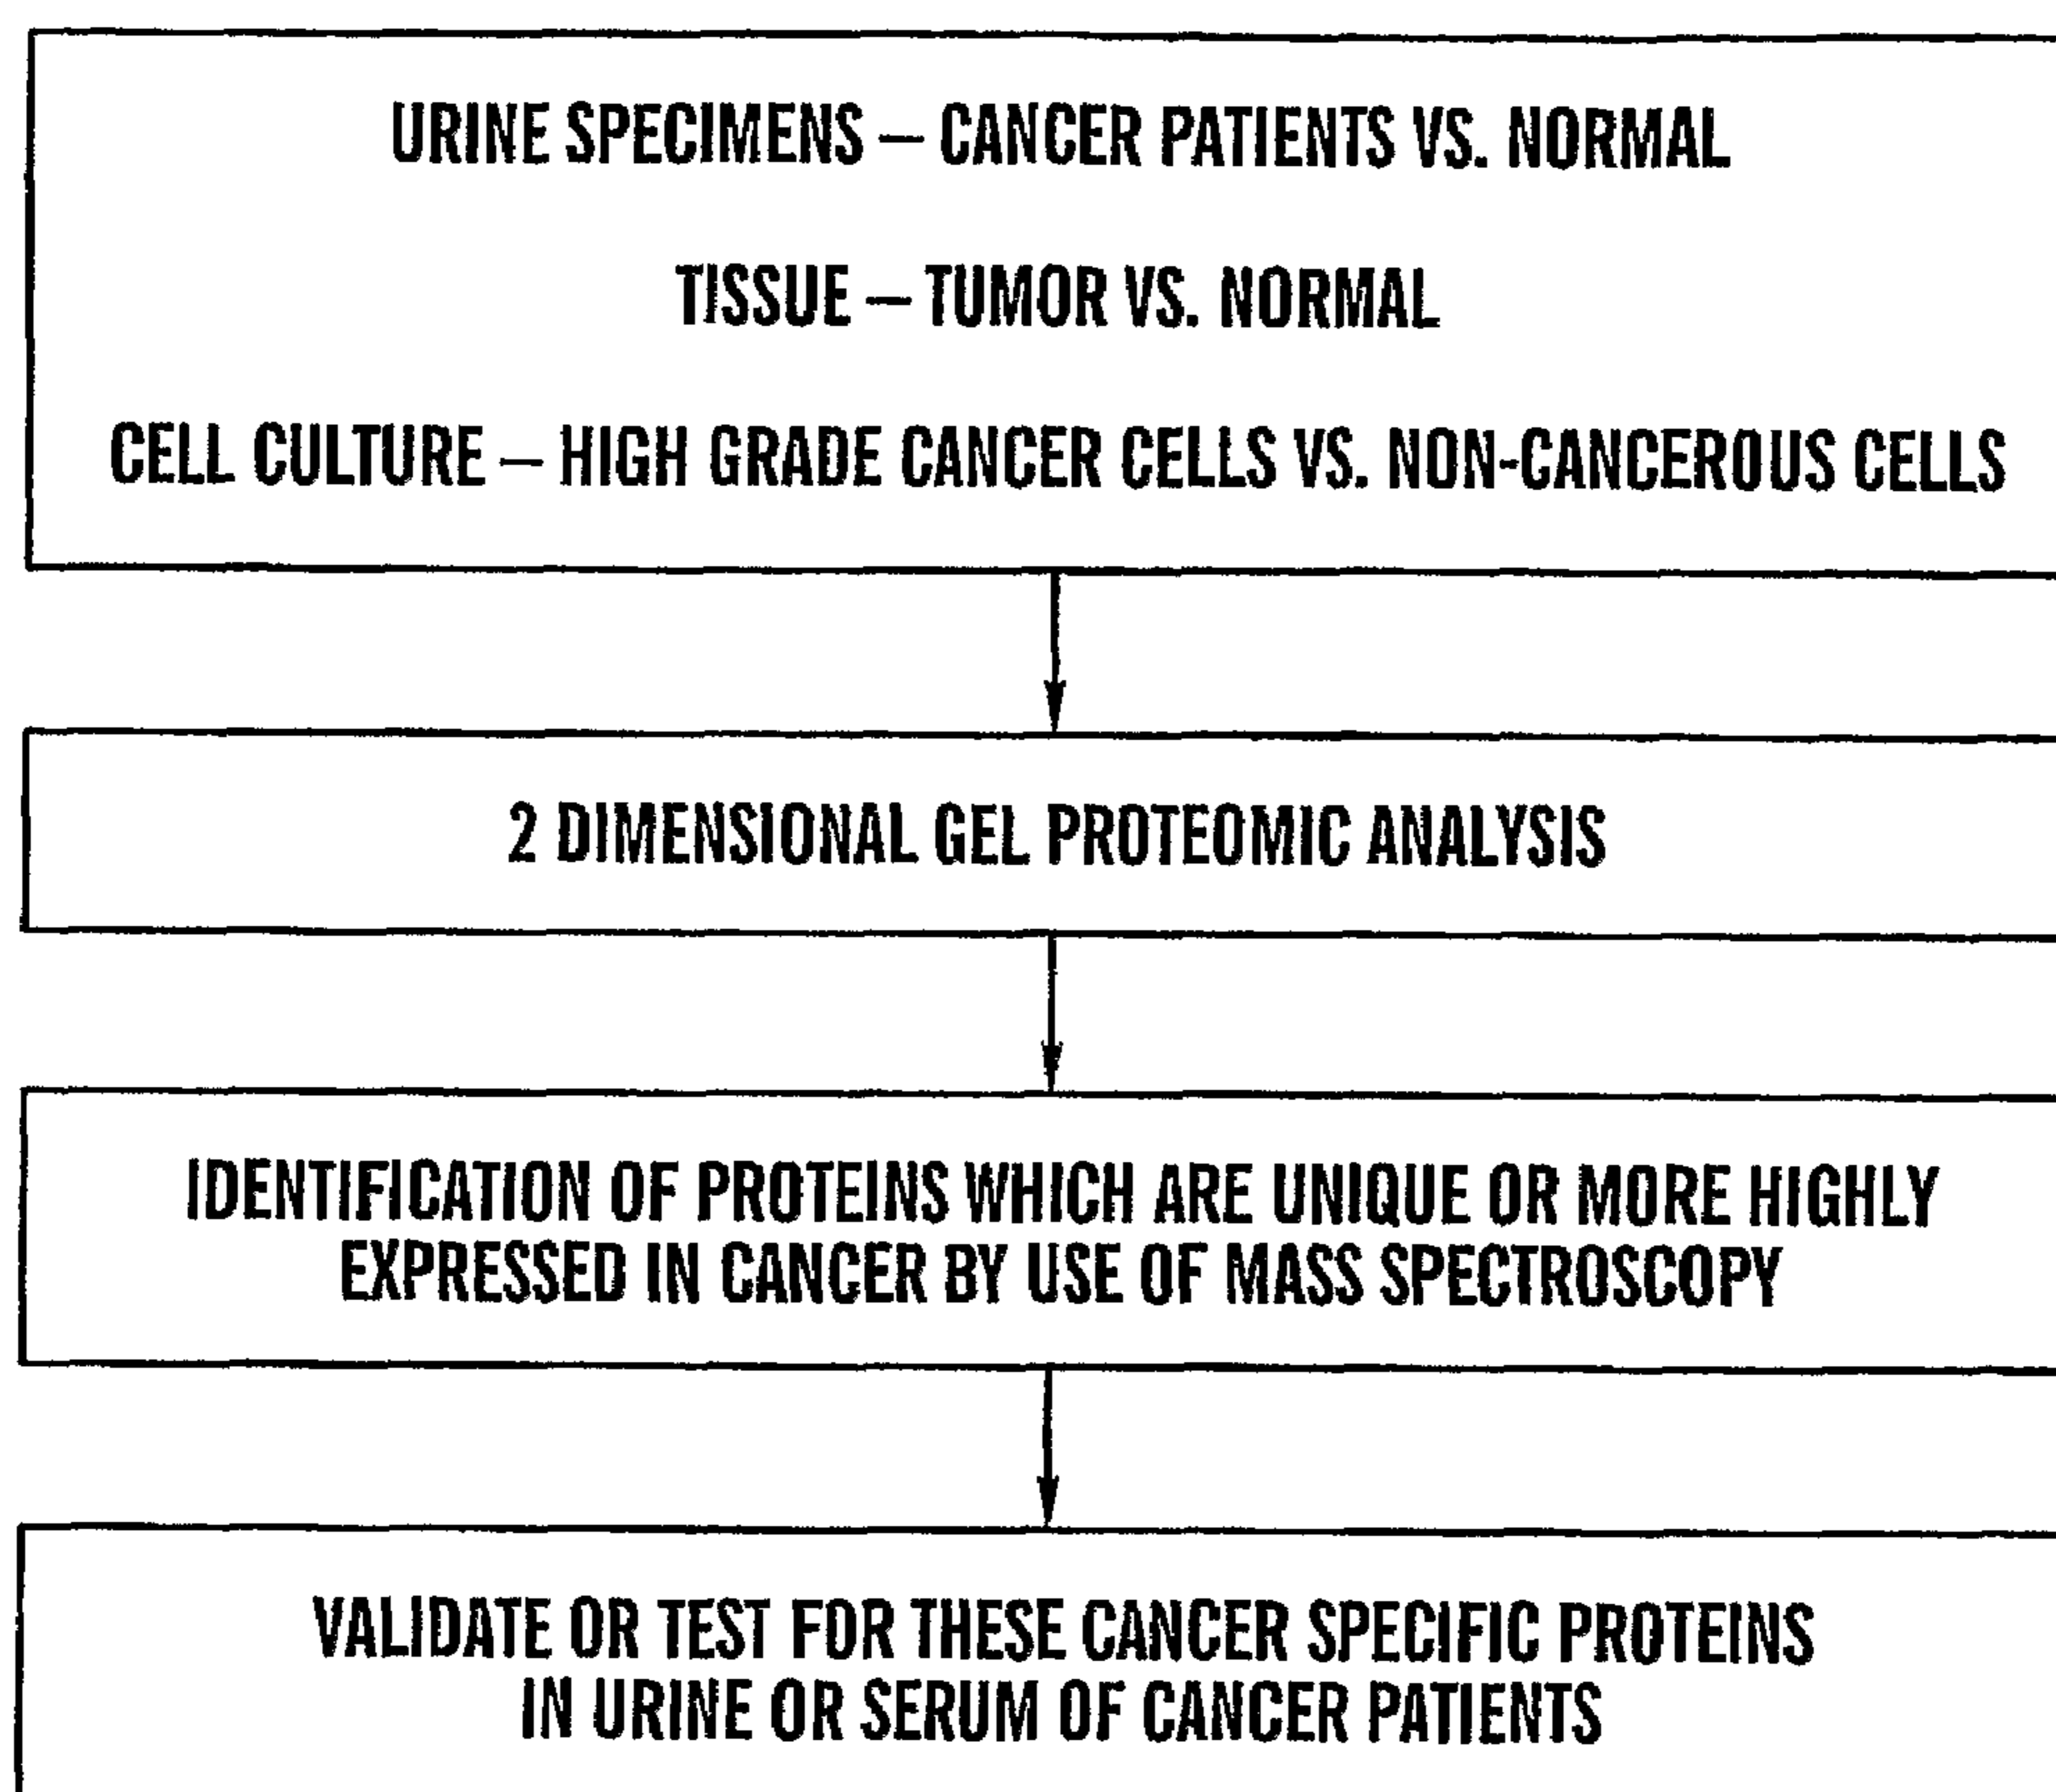 URINE SPECIMENS – CANCER PATIENTS VS. NORMAL
TISSUE – TUMOR VS. NORMAL
CELL CULTURE – HIGH GRADE CANCER CELLS VS. NON-CANCEROUS CELLS
2 DIMENSIONAL GEL PROTEOMIC ANALYSIS
IDENTIFICATION OF PROTEINS WHICH ARE UNIQUE OR MORE HIGHLY
EXPRESSED IN CANCER BY USE OF MASS SPECTROSCOPY
VALIDATE OR TEST FOR THESE CANCER SPECIFIC PROTEINS
IN URINE OR SERUM OF CANCER PATIENTS